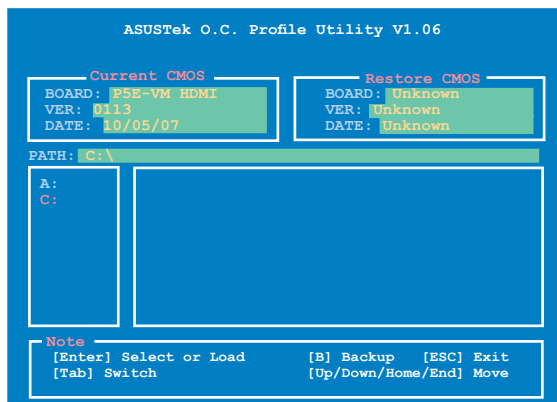 ASUSTek O.C. Profile Utility V1.06
Current CMOS
BOARD: P5E-VM HDMI
VER: 0113
DATE: 10/05/07
Restore CMOS
BOARD: Unknown
VER: Unknown
DATE: Unknown
PATH: C:\
A:
C:
Note
[Enter] Select or Load [B] Backup [ESC] Exit
[Tab] Switch [Up/Down/Home/End] Move